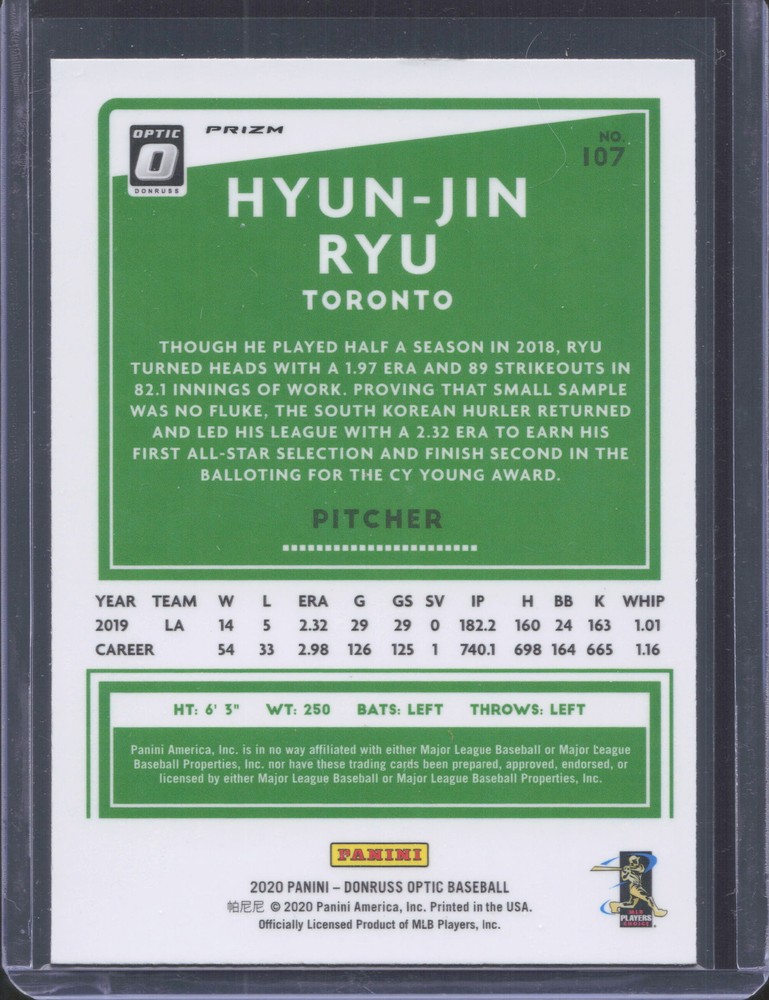 OPTIC
DONRUSS
PRIZM
NO.
107
HYUN-JIN
RYU
TORONTO
THOUGH HE PLAYED HALF A SEASON IN 2018, RYU
TURNED HEADS WITH A 1.97 ERA AND 89 STRIKEOUTS IN
82.1 INNINGS OF WORK. PROVING THAT SMALL SAMPLE
WAS NO FLUKE, THE SOUTH KOREAN HURLER RETURNED
AND LED HIS LEAGUE WITH A 2.32 ERA TO EARN HIS
FIRST ALL-STAR SELECTION AND FINISH SECOND IN THE
BALLOTING FOR THE CY YOUNG AWARD.
PITCHER
YEAR TEAM W L ERA G GS SV IP H BB K WHIP
2019 LA 14 5 2.32 29 29 0 182.2 160 24 163 1.01
CAREER 54 33 2.98 126 125 1 740.1 698 164 665 1.16
HT: 6' 3" WT: 250 BATS: LEFT THROWS: LEFT
Panini America, Inc. is in no way affiliated with either Major League Baseball or Major League
Baseball Properties, Inc. nor have these trading cards been prepared, approved, endorsed, or
licensed by either Major League Baseball or Major League Baseball Properties, Inc.
PANINI
2020 PANINI – DONRUSS OPTIC BASEBALL
帕尼尼 © 2020 Panini America, Inc. Printed in the USA.
Officially Licensed Product of MLB Players, Inc.
MLB
PLAYERS
CHOICE